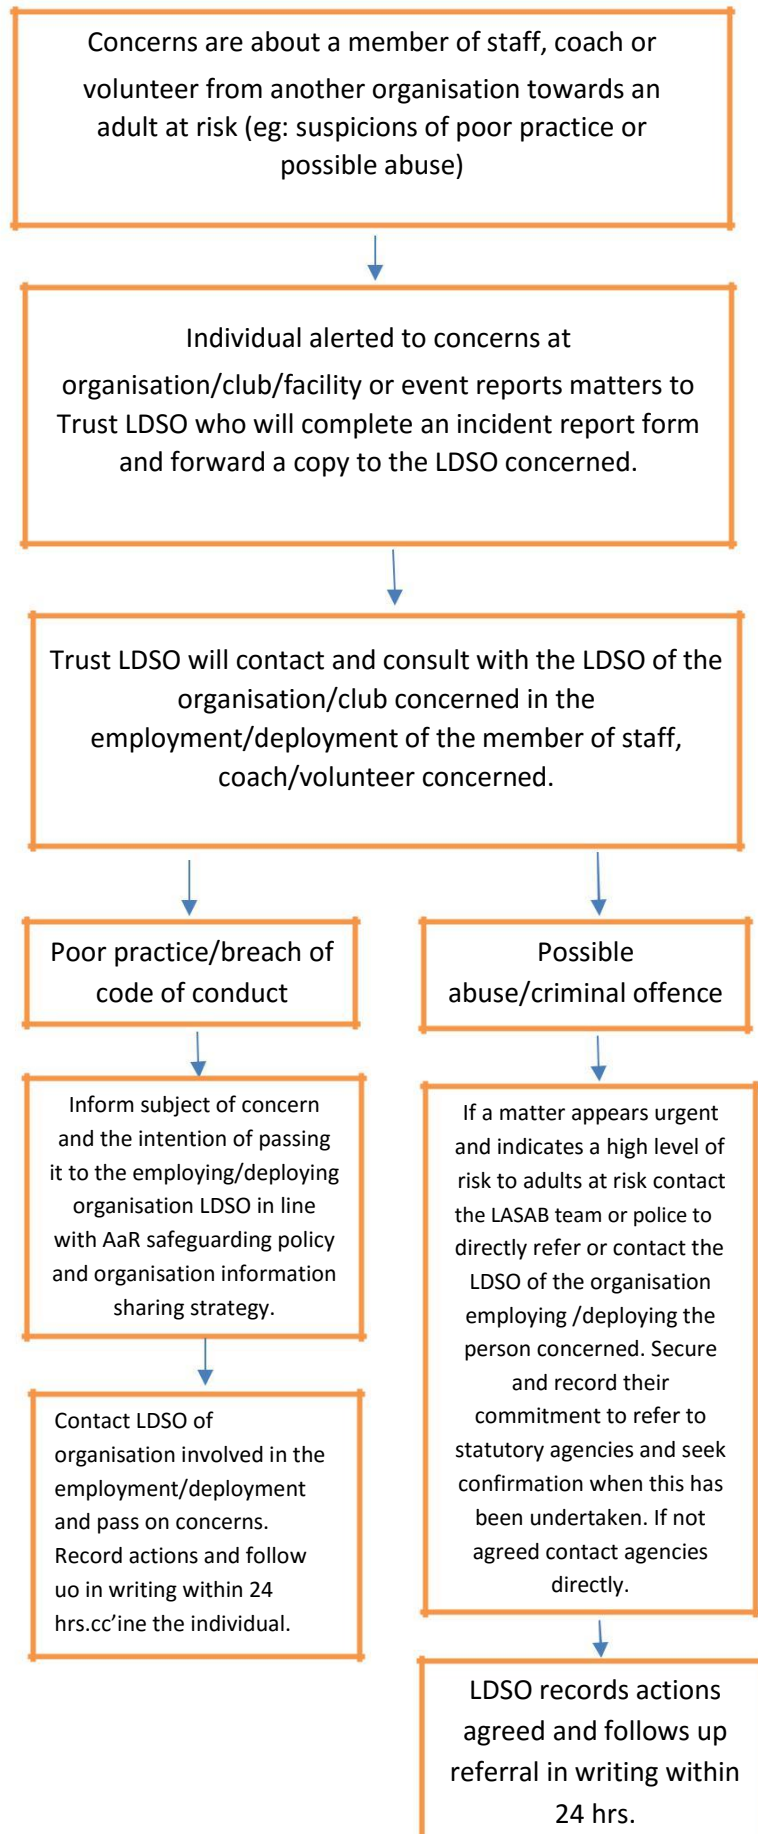 Concerns are about a member of staff, coach or
volunteer from another organisation towards an
adult at risk (eg: suspicions of poor practice or
possible abuse)
Individual alerted to concerns at
organisation/club/facility or event reports matters to
Trust LDSO who will complete an incident report form
and forward a copy to the LDSO concerned.
Trust LDSO will contact and consult with the LDSO of the
organisation/club concerned in the
employment/deployment of the member of staff,
coach/volunteer concerned.
Poor practice/breach of
code of conduct
Inform subject of concern
and the intention of passing
it to the employing/deploying
organisation LDSO in line
with AaR safeguarding policy
and organisation information
sharing strategy.
Contact LDSO of
organisation involved in the
employment/deployment
and pass on concerns.
Record actions and follow
uo in writing within 24
hrs.cc'ine the individual.
Possible
abuse/criminal offence
If a matter appears urgent
and indicates a high level of
risk to adults at risk contact
the LASAB team or police to
directly refer or contact the
LDSO of the organisation
employing /deploying the
person concerned. Secure
and record their
commitment to refer to
statutory agencies and seek
confirmation when this has
been undertaken. If not
agreed contact agencies
directly.
LDSO records actions
agreed and follows up
referral in writing within
24 hrs.